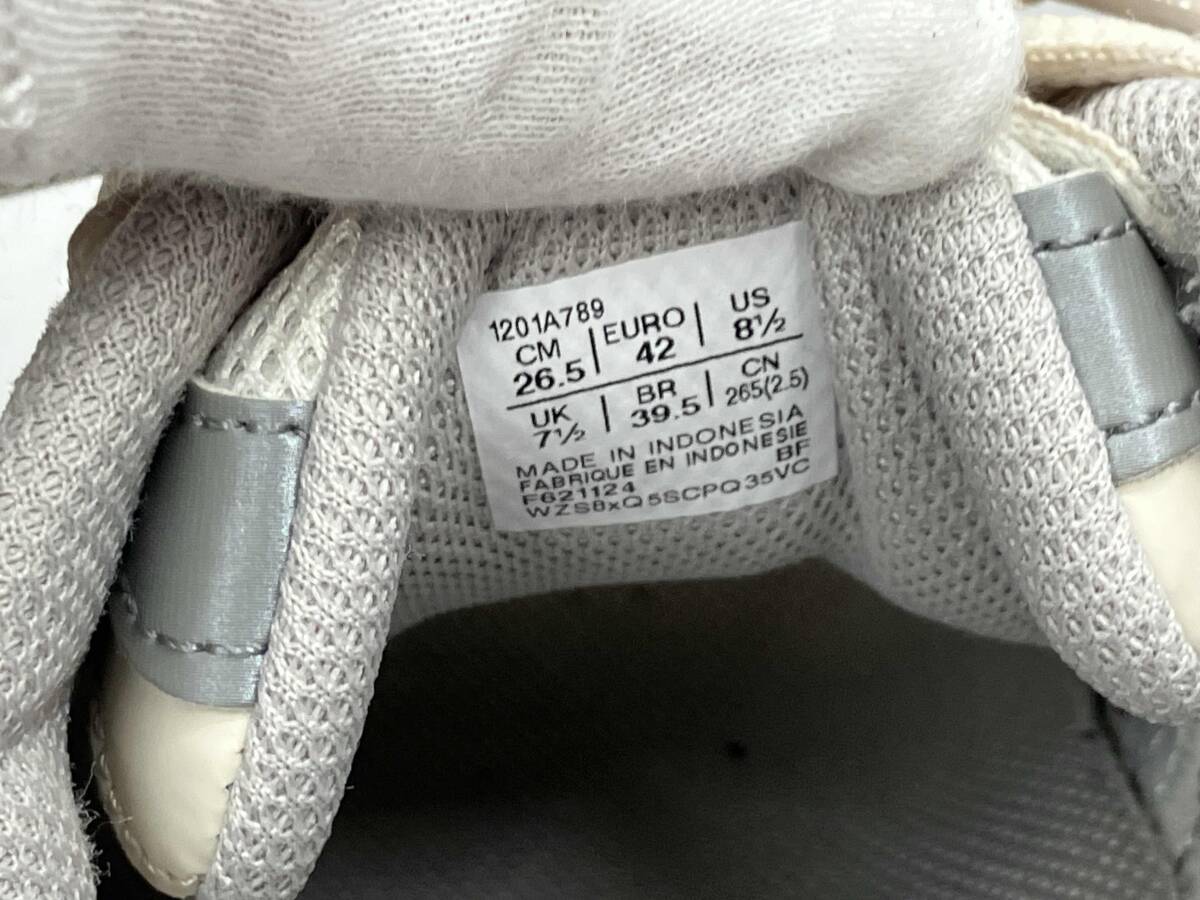 1201A789
CM | EURO | US
26.5 | 42 | 8½
UK | BR | CN
7½ | 39.5 | 265(2.5)
MADE IN INDONESIA
FABRIQUE EN INDONESIE
F621124 BF
WZS8xQ5SCPQ35VC